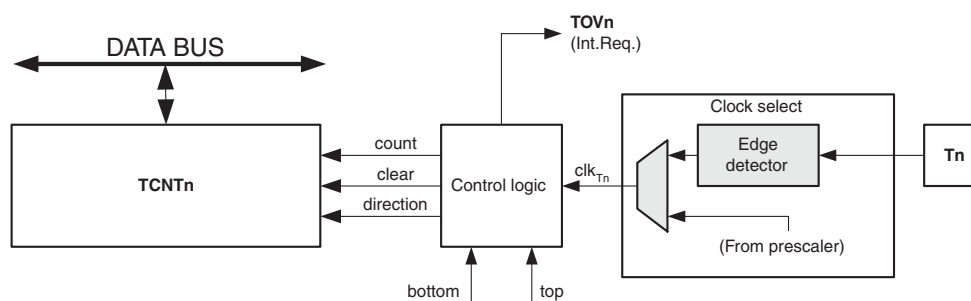 DATA BUS
TOVn
(Int.Req.)
Clock select
TCNTn
count
clear
direction
Control logic
clkTn
Edge
detector
Tn
(From prescaler)
bottom
top